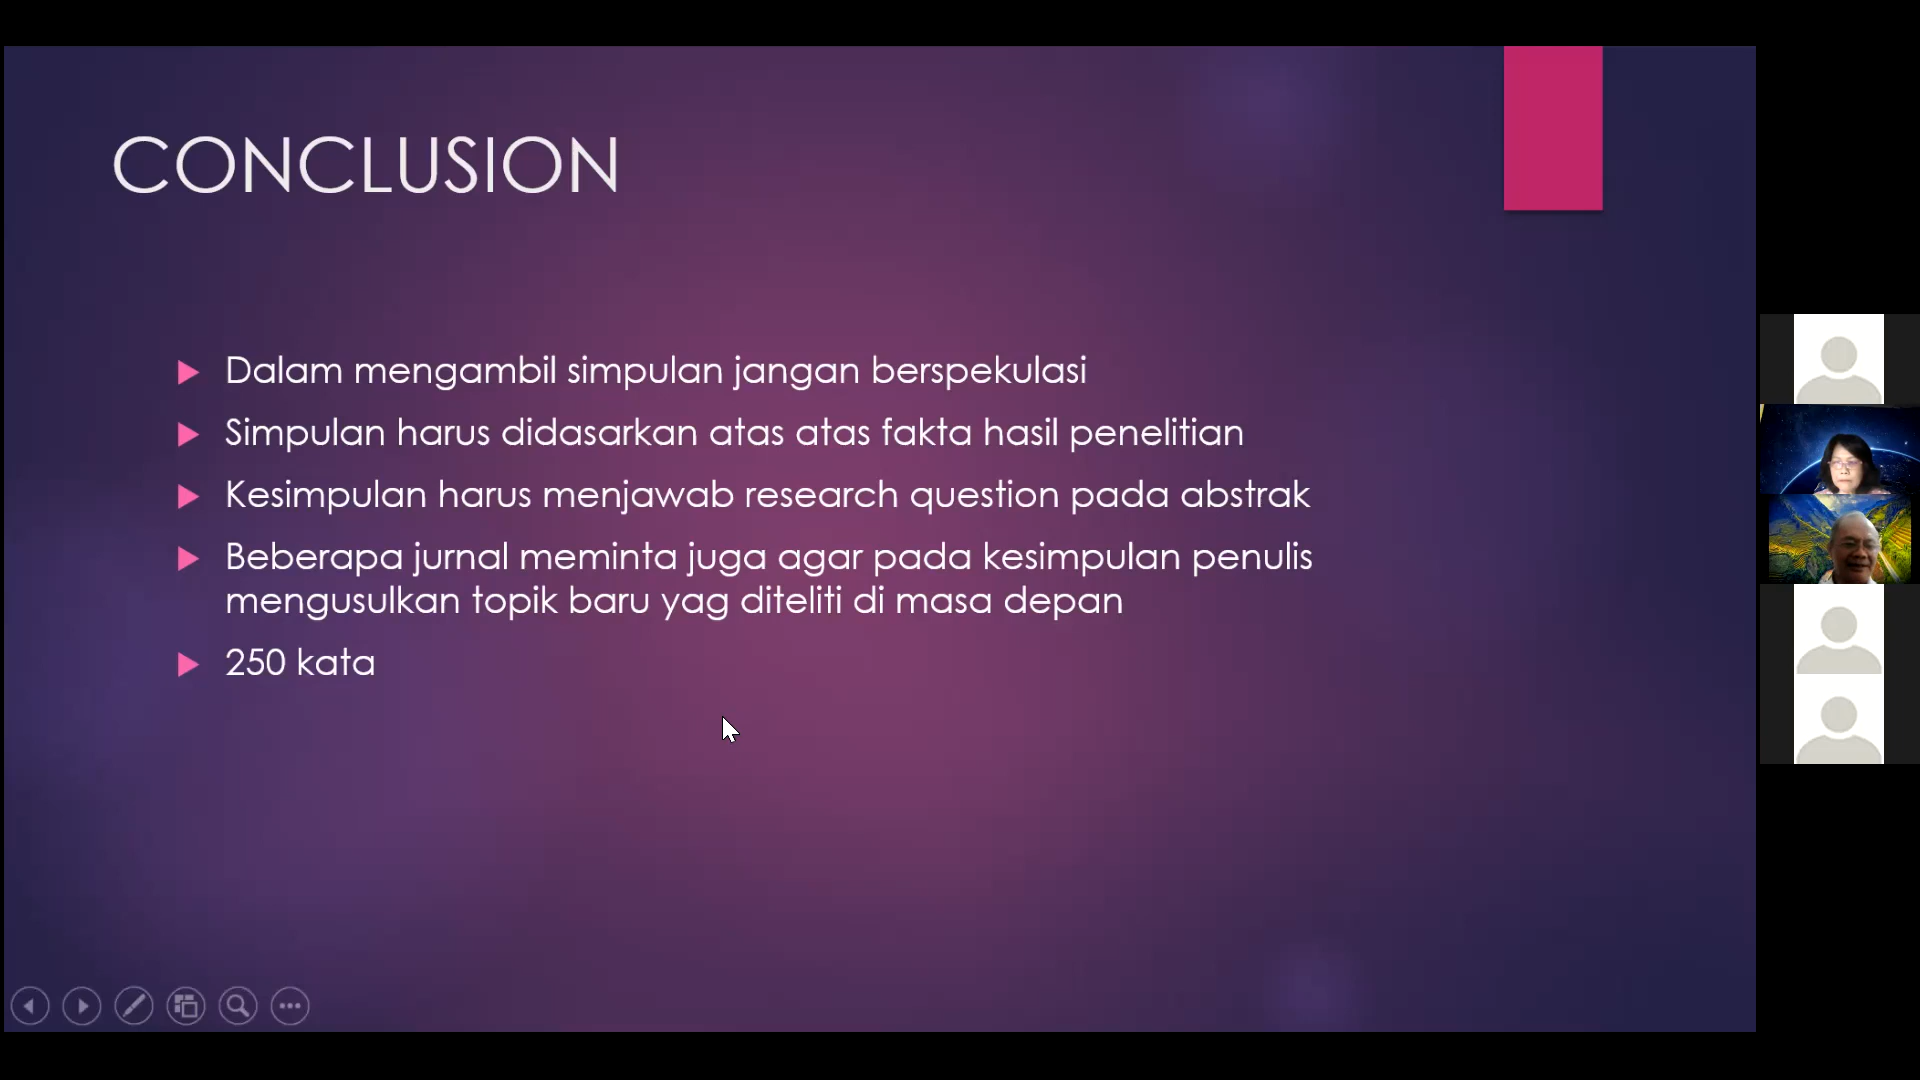 CONCLUSION
Dalam mengambil simpulan jangan berspekulasi
Simpulan harus didasarkan atas atas fakta hasil penelitian
Kesimpulan harus menjawab research question pada abstrak
Beberapa jurnal meminta juga agar pada kesimpulan penulis
mengusulkan topik baru yag diteliti di masa depan
250 kata